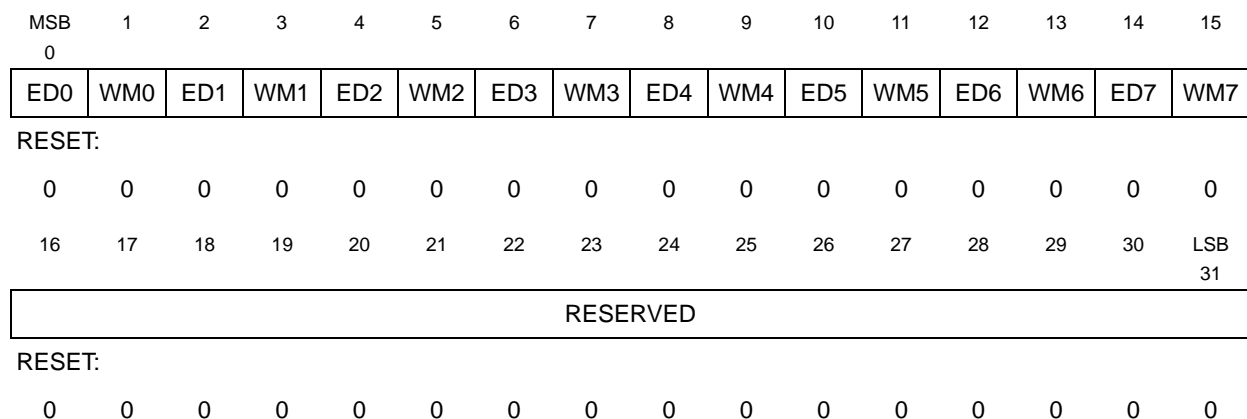 MSB 1 2 3 4 5 6 7 8 9 10 11 12 13 14 15
0
ED0 WM0 ED1 WM1 ED2 WM2 ED3 WM3 ED4 WM4 ED5 WM5 ED6 WM6 ED7 WM7
RESET:
0 0 0 0 0 0 0 0 0 0 0 0 0 0 0 0
16 17 18 19 20 21 22 23 24 25 26 27 28 29 30 LSB
31
RESERVED
RESET:
0 0 0 0 0 0 0 0 0 0 0 0 0 0 0 0